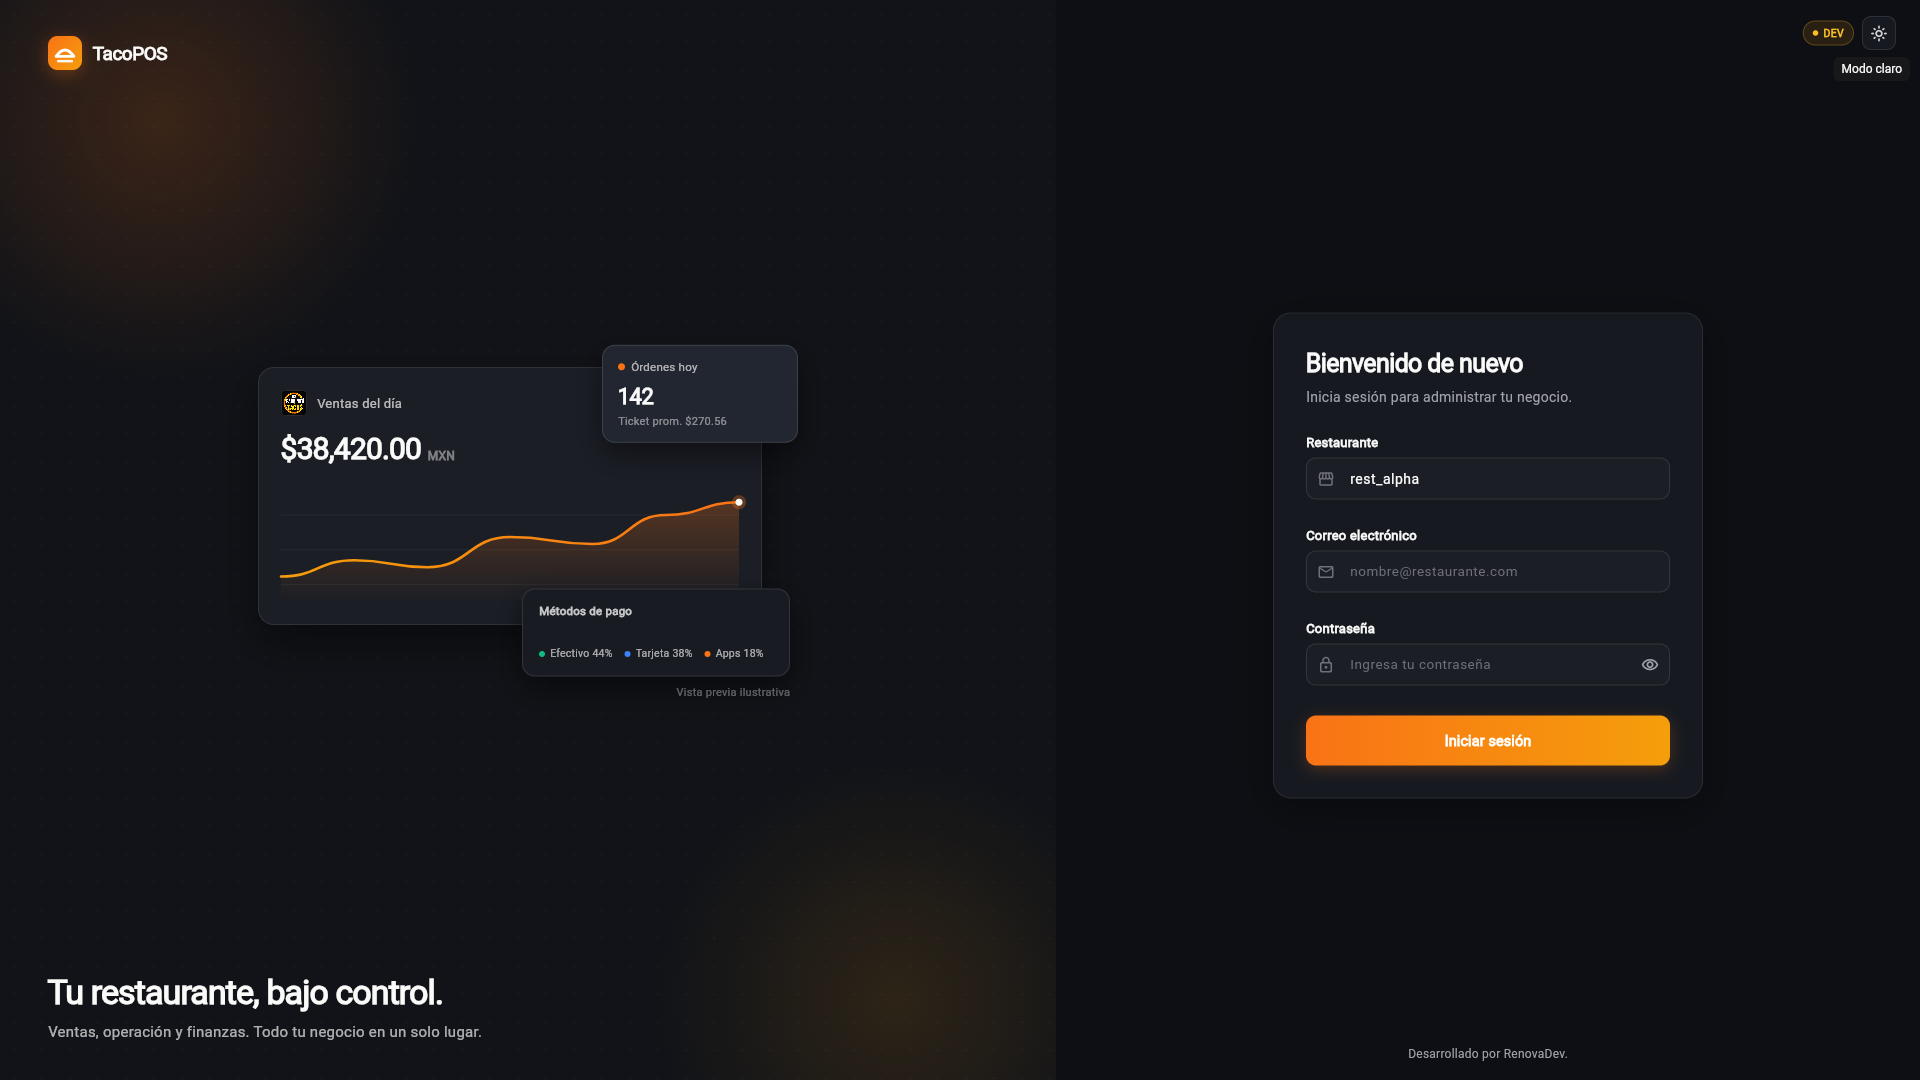 TacoPOS
DEV
Modo claro
Ventas del día
$38,420.00 MXN
Órdenes hoy
142
Ticket prom. $270.56
Métodos de pago
Efectivo 44% Tarjeta 38% Apps 18%
Vista previa ilustrativa
Tu restaurante, bajo control.
Ventas, operación y finanzas. Todo tu negocio en un solo lugar.
Bienvenido de nuevo
Inicia sesión para administrar tu negocio.
Restaurante
rest_alpha
Correo electrónico
nombre@restaurante.com
Contraseña
Ingresa tu contraseña
Iniciar sesión
Desarrollado por RenovaDev.